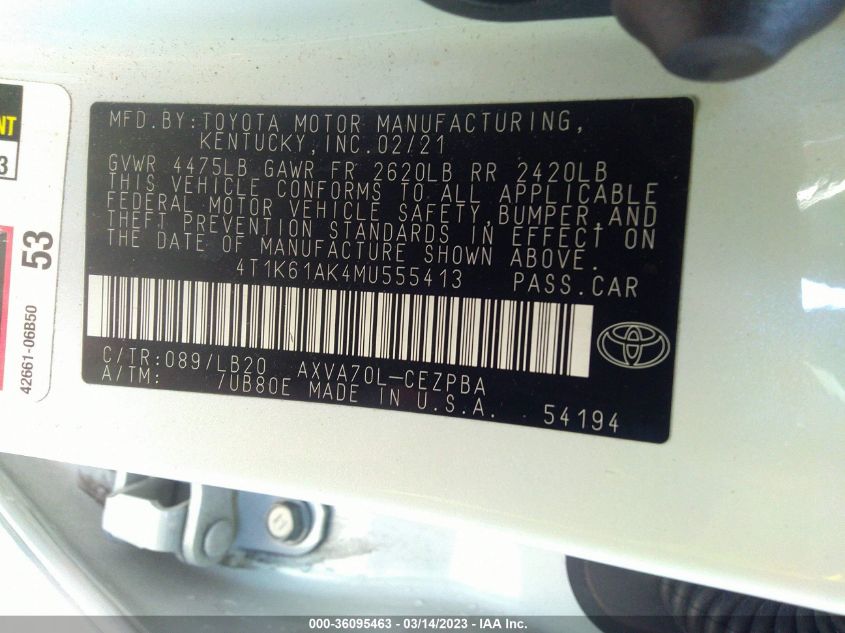 NT
3
53
42661-06B50
MFD.BY:TOYOTA MOTOR MANUFACTURING,
KENTUCKY,INC.02/21
GVWR 4475LB GAWR FR 2620LB RR 2420LB
THIS VEHICLE CONFORMS TO ALL APPLICABLE
FEDERAL MOTOR VEHICLE SAFETY,BUMPER,AND
THEFT PREVENTION STANDARDS IN EFFECT ON
THE DATE OF MANUFACTURE SHOWN ABOVE.
4T1K61AK4MU555413 PASS.CAR
C/TR:089/LB20 AXVA70L-CEZPBA
A/TM: /UB80E MADE IN U.S.A. 54194
000-36095463 - 03/14/2023 - IAA Inc.